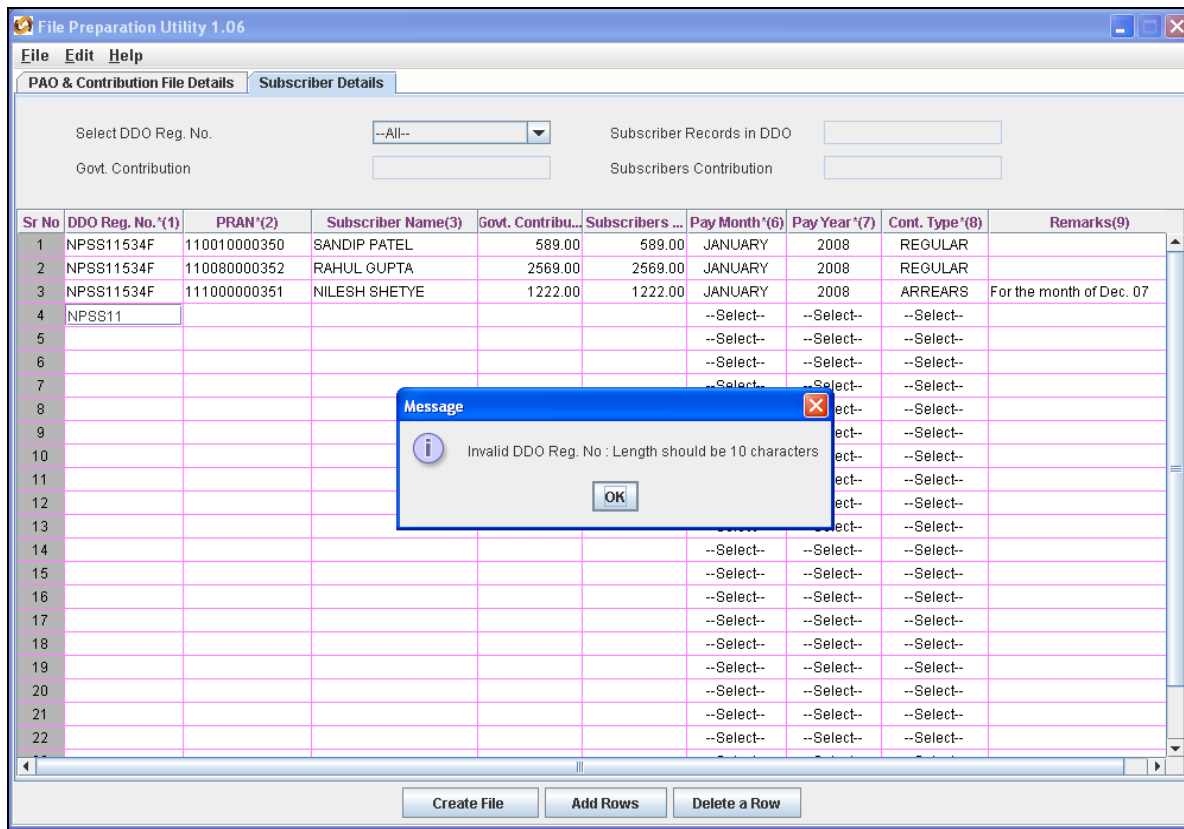 File Preparation Utility 1.06
File Edit Help
PAO & Contribution File Details Subscriber Details
Select DDO Reg. No. --All-- Subscriber Records in DDO
Govt. Contribution Subscribers Contribution
Sr No DDO Reg. No.*(1) PRAN*(2) Subscriber Name(3) Govt. Contribu... Subscribers ... Pay Month*(6) Pay Year*(7) Cont. Type*(8) Remarks(9)
1 NPSS11534F 110010000350 SANDIP PATEL 589.00 589.00 JANUARY 2008 REGULAR
2 NPSS11534F 110080000352 RAHUL GUPTA 2569.00 2569.00 JANUARY 2008 REGULAR
3 NPSS11534F 111000000351 NILESH SHETYE 1222.00 1222.00 JANUARY 2008 ARREARS For the month of Dec. 07
4 NPSS11 --Select-- --Select-- --Select--
5 --Select-- --Select-- --Select--
6 --Select-- --Select-- --Select--
7 --Select-- --Select-- --Select--
Message
8 ect-- --Select--
9 ect-- --Select--
Invalid DDO Reg. No : Length should be 10 characters
10 ect-- --Select--
11 ect-- --Select--
OK
12 ect-- --Select--
13 ect-- --Select--
14 --Select-- --Select-- --Select--
15 --Select-- --Select-- --Select--
16 --Select-- --Select-- --Select--
17 --Select-- --Select-- --Select--
18 --Select-- --Select-- --Select--
19 --Select-- --Select-- --Select--
20 --Select-- --Select-- --Select--
21 --Select-- --Select-- --Select--
22 --Select-- --Select-- --Select--
Create File Add Rows Delete a Row